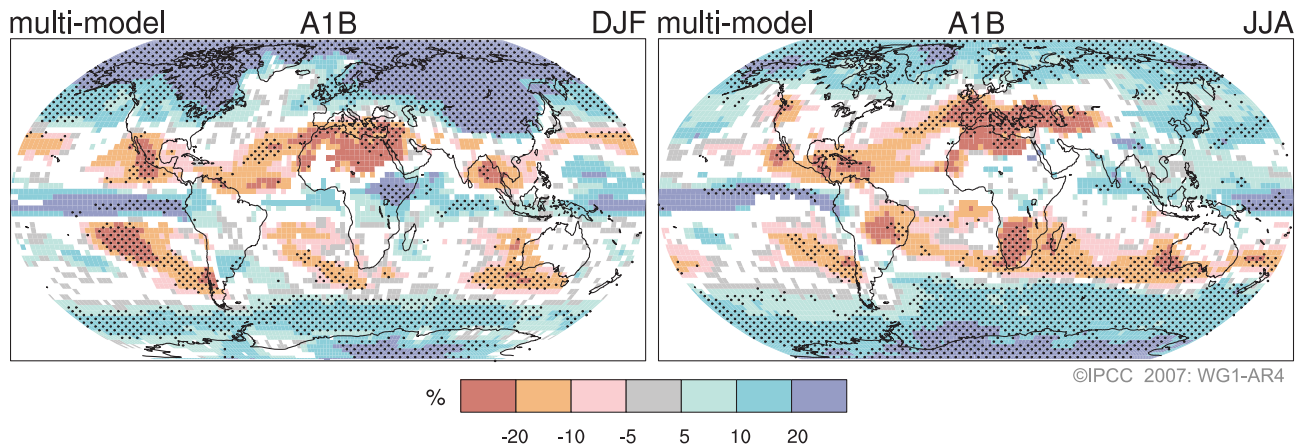 multi-model A1B DJF
multi-model A1B JJA
©IPCC 2007: WG1-AR4
%
-20 -10 -5 5 10 20